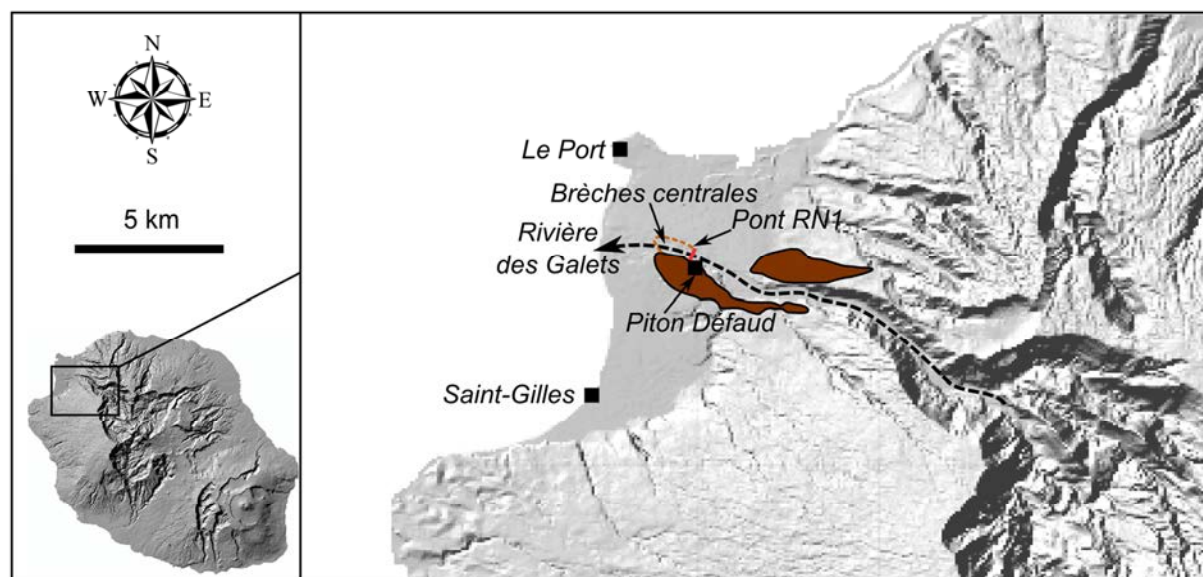 N
W
E
S
5 km
Le Port
Brèches centrales
Pont RN1
Rivière
des Galets
Piton Défaud
Saint-Gilles